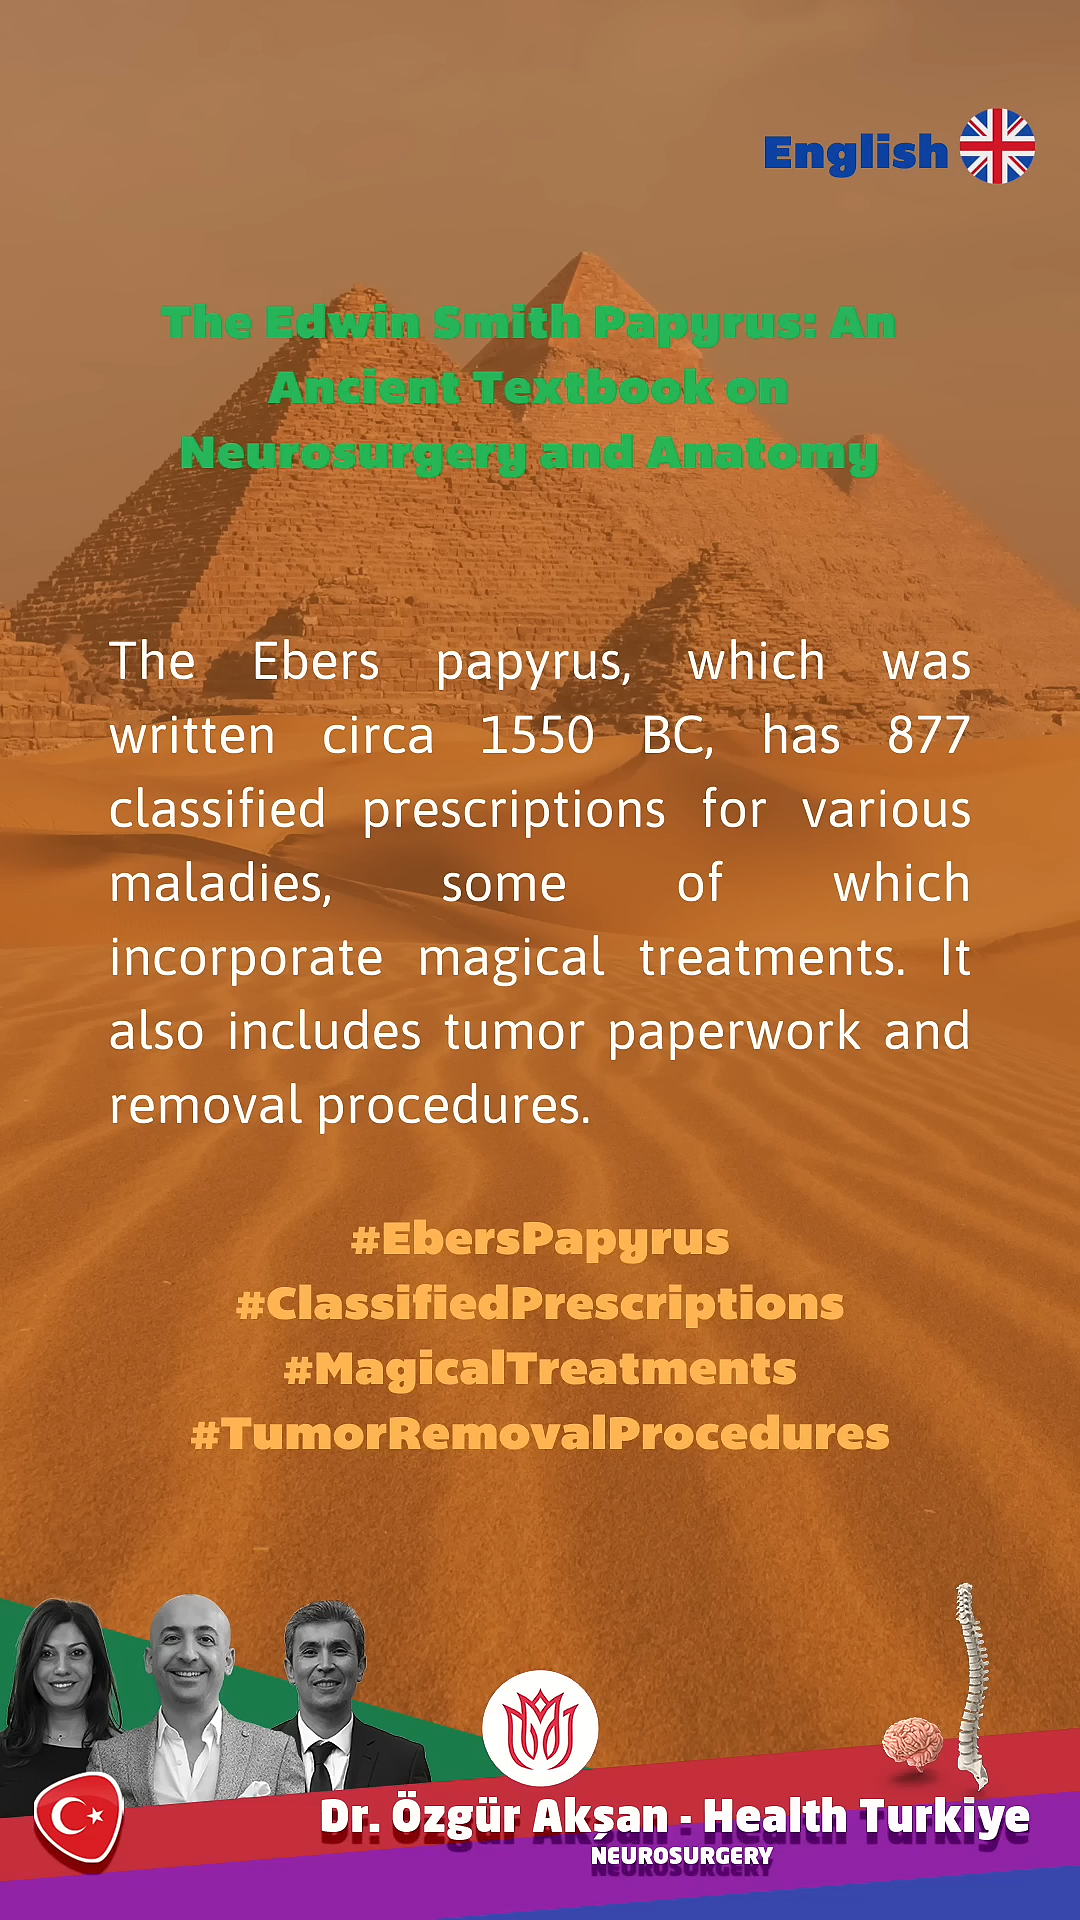 English
The Edwin Smith Papyrus: An
Ancient Textbook on
Neurosurgery and Anatomy
The Ebers papyrus, which was
written circa 1550 BC, has 877
classified prescriptions for various
maladies, some of which
incorporate magical treatments. It
also includes tumor paperwork and
removal procedures.
#EbersPapyrus
#ClassifiedPrescriptions
#MagicalTreatments
#TumorRemovalProcedures
Dr. Özgür Akşan - Health Turkiye
NEUROSURGERY